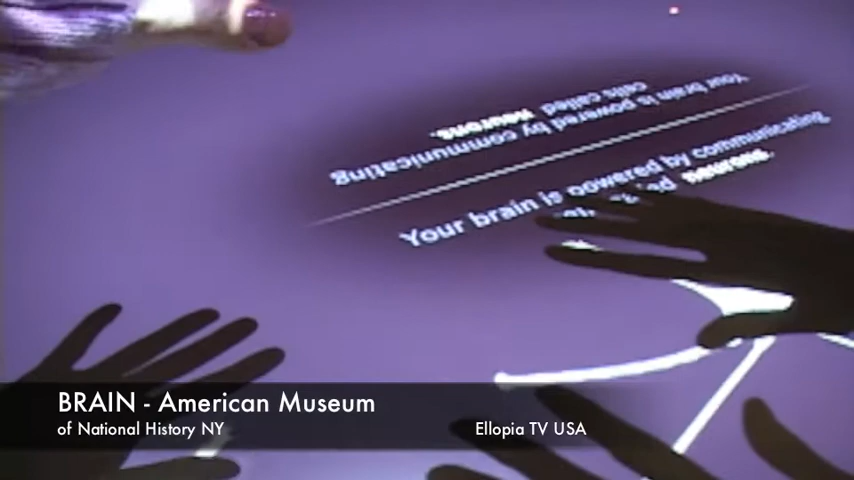 Your brain is powered by communicating
cells called neurons.
Your brain is powered by communicating
neurons.
BRAIN - American Museum
of National History NY
Ellopia TV USA